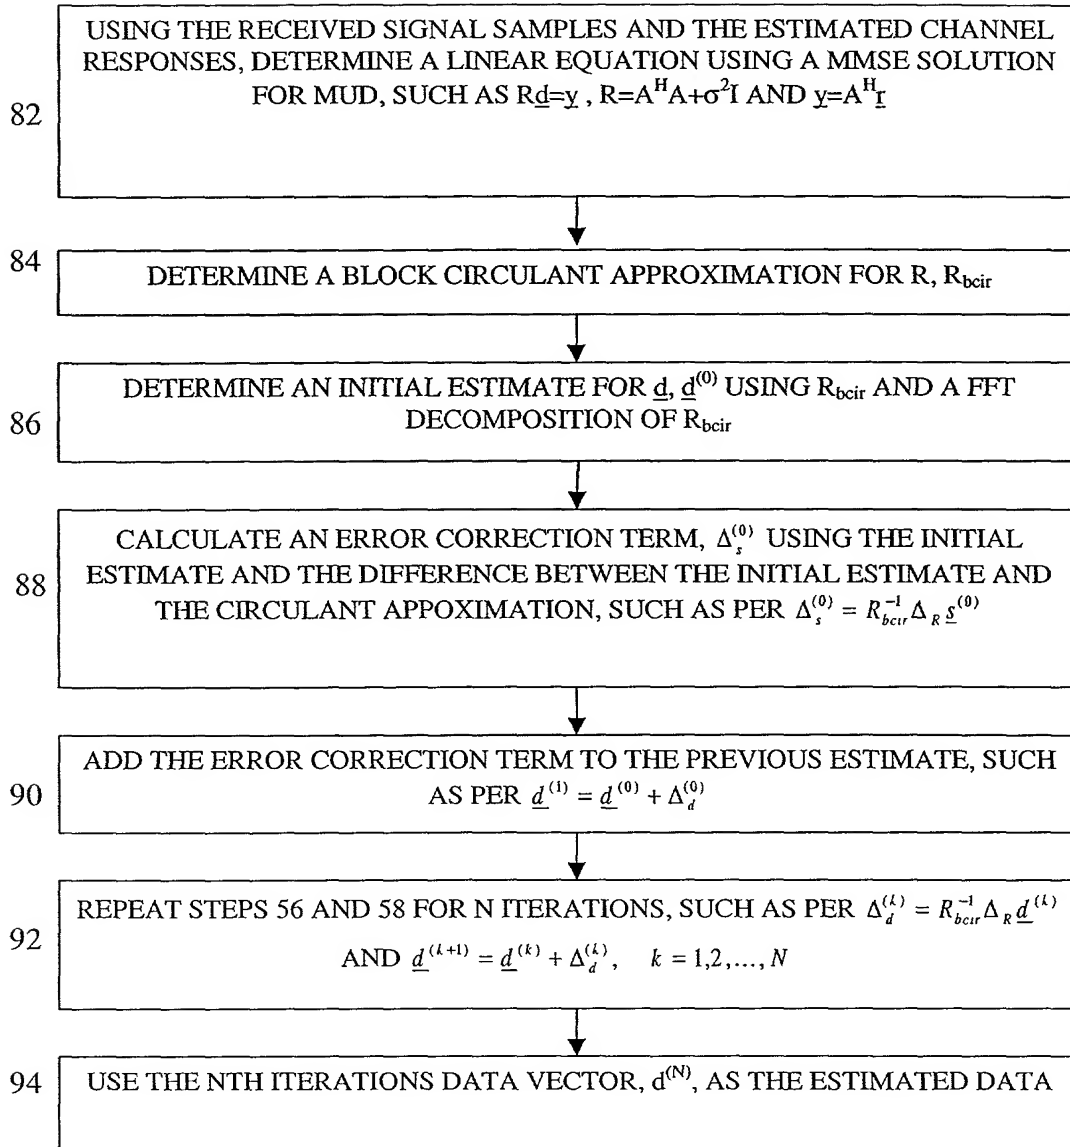 USING THE RECEIVED SIGNAL SAMPLES AND THE ESTIMATED CHANNEL
RESPONSES, DETERMINE A LINEAR EQUATION USING A MMSE SOLUTION
FOR MUD, SUCH AS R<u>d</u>=<u>y</u> , R=A^HA+σ²I AND <u>y</u>=A^H<u>r</u>
82
84
DETERMINE A BLOCK CIRCULANT APPROXIMATION FOR R, R_bcir
DETERMINE AN INITIAL ESTIMATE FOR <u>d</u>, <u>d</u>^(0) USING R_bcir AND A FFT
DECOMPOSITION OF R_bcir
86
CALCULATE AN ERROR CORRECTION TERM, Δ_s^(0) USING THE INITIAL
ESTIMATE AND THE DIFFERENCE BETWEEN THE INITIAL ESTIMATE AND
THE CIRCULANT APPOXIMATION, SUCH AS PER Δ_s^(0) = R_bcir^-1 Δ_R <u>s</u>^(0)
88
ADD THE ERROR CORRECTION TERM TO THE PREVIOUS ESTIMATE, SUCH
AS PER <u>d</u>^(1) = <u>d</u>^(0) + Δ_d^(0)
90
REPEAT STEPS 56 AND 58 FOR N ITERATIONS, SUCH AS PER Δ_d^(k) = R_bcir^-1 Δ_R <u>d</u>^(k)
AND <u>d</u>^(k+1) = <u>d</u>^(k) + Δ_d^(k), k = 1,2,..., N
92
94
USE THE NTH ITERATIONS DATA VECTOR, d^(N), AS THE ESTIMATED DATA